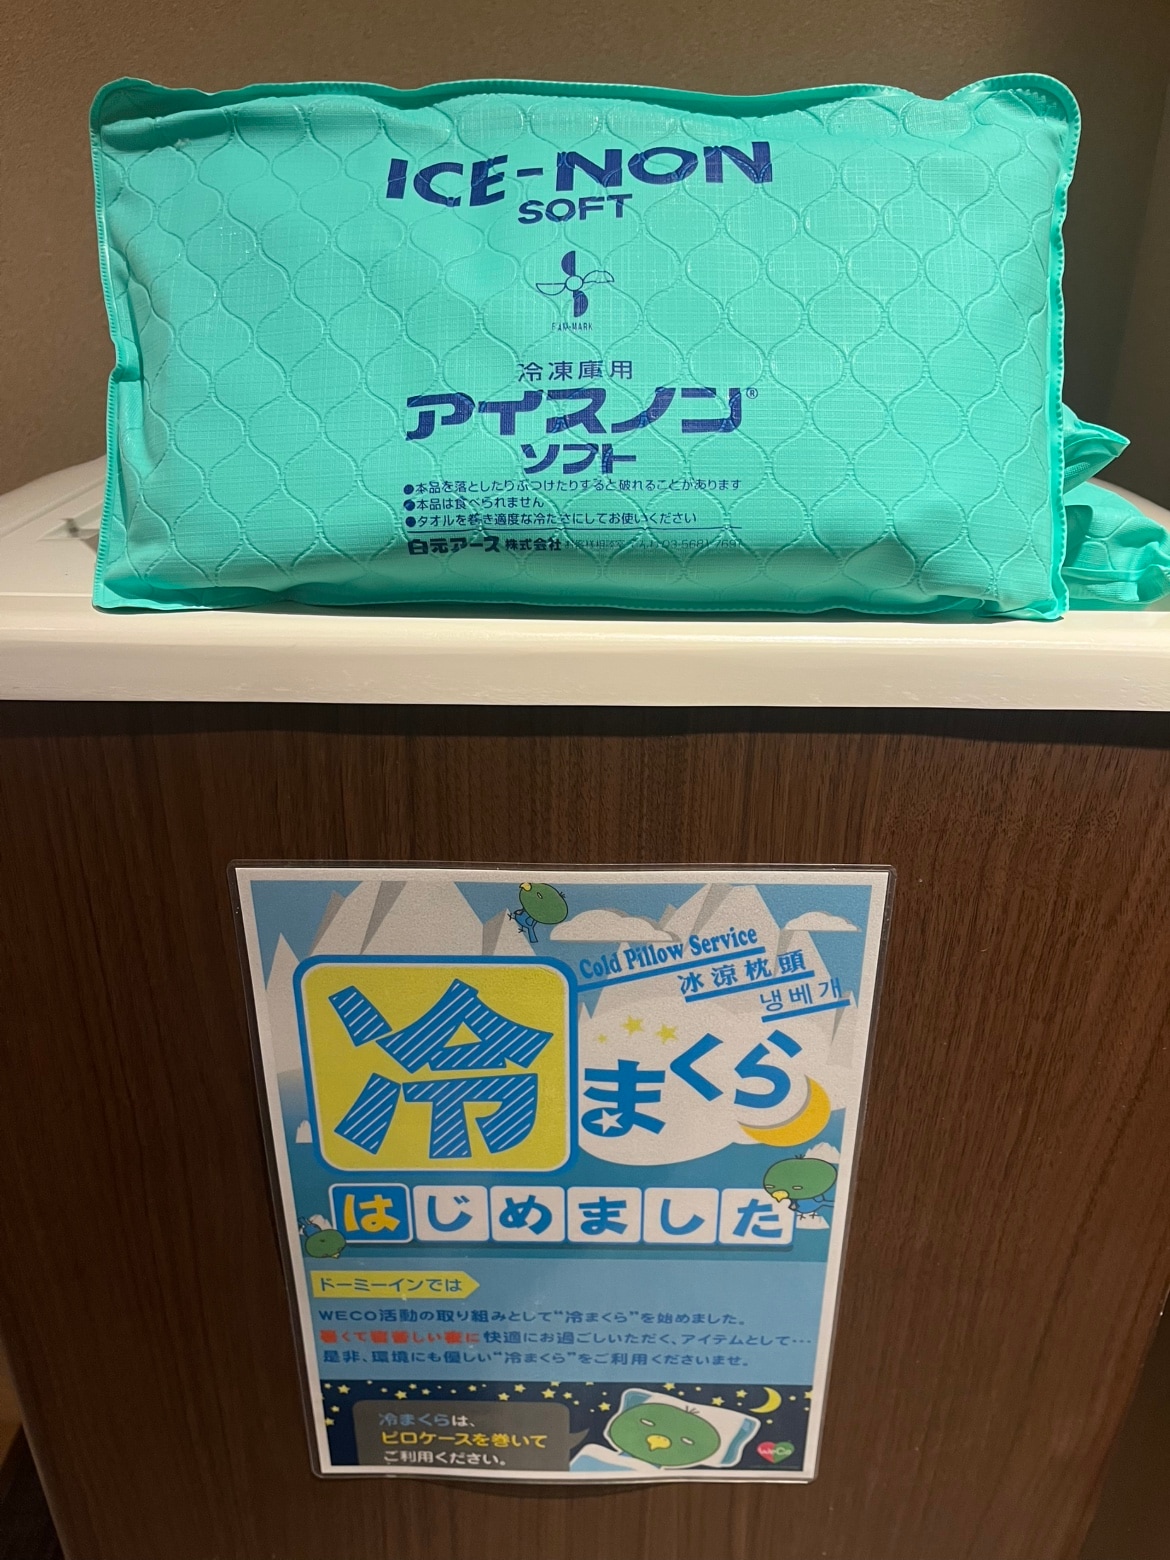 ICE-NON
SOFT
FAN-MARK
冷凍庫用
アイスノン®
ソフト
●本品を落としたりぶつけたりすると破れることがあります
●本品は食べられません
●タオルを巻き適度な冷たさにしてお使いください
白元アース 株式会社 お客様相談室 03-5681-7691
Cold Pillow Service
冰涼枕頭
냉베개
冷まくら
はじめました
ドーミーインでは
WECO活動の取り組みとして“冷まくら”を始めました。
暑くて寝苦しい夜に快適にお過ごしいただく、アイテムとして…
是非、環境にも優しい“冷まくら”をご利用くださいませ。
冷まくらは、
ピロケースを巻いて
ご利用ください。
WeCo